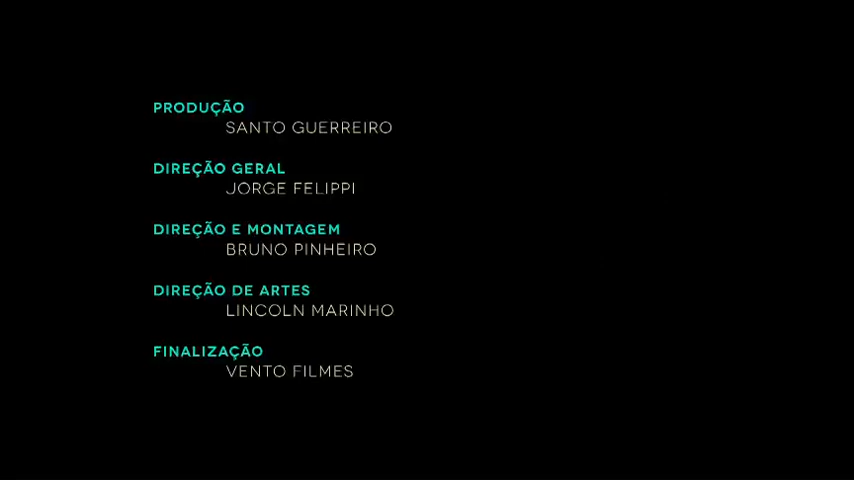 PRODUÇÃO
SANTO GUERREIRO
DIREÇÃO GERAL
JORGE FELIPPI
DIREÇÃO E MONTAGEM
BRUNO PINHEIRO
DIREÇÃO DE ARTES
LINCOLN MARINHO
FINALIZAÇÃO
VENTO FILMES